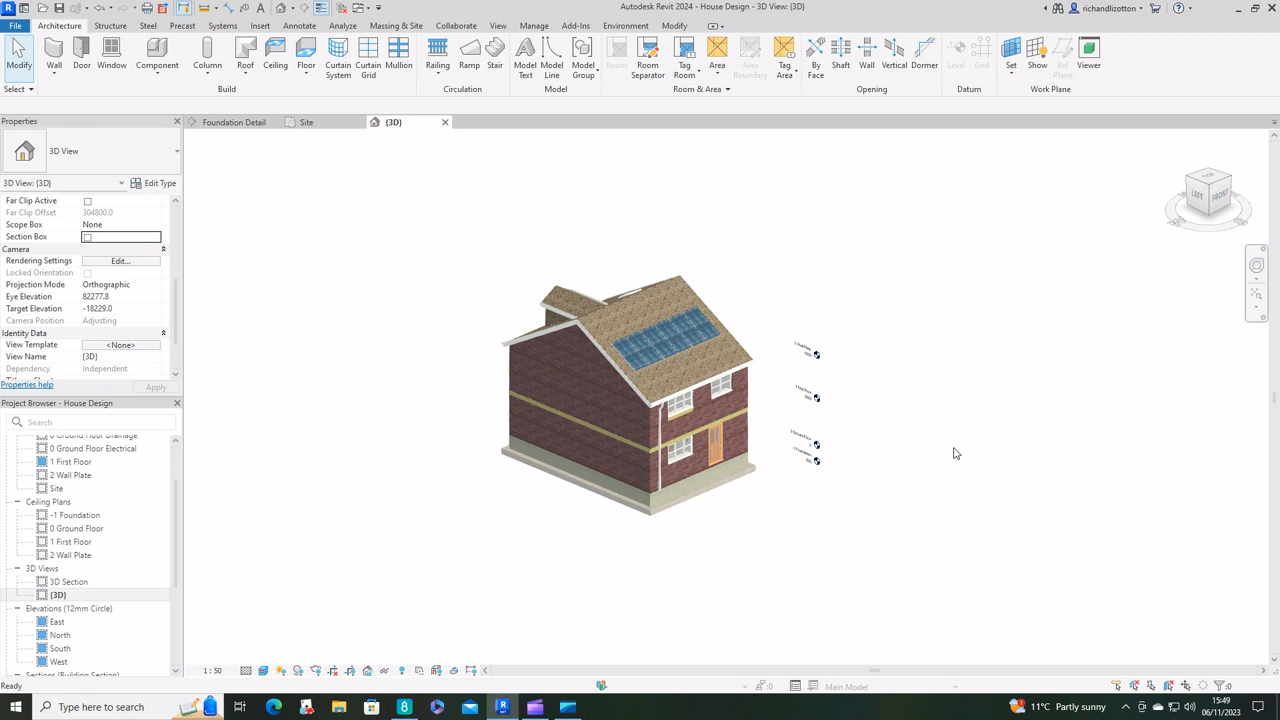 Autodesk Revit 2024 - House Design - 3D View: {3D}
richandlizotton
File Architecture Structure Steel Precast Systems Insert Annotate Analyze Massing & Site Collaborate View Manage Add-Ins Environment Modify
Modify Wall Door Window Component Column Roof Ceiling Floor Curtain System Curtain Grid Mullion Railing Ramp Stair Model Text Model Line Model Group Room Room Separator Tag Room Area Area Boundary Tag Area By Face Shaft Wall Vertical Dormer Level Grid Set Show Ref Plane Viewer
Select Build Circulation Model Room & Area Opening Datum Work Plane
Properties
Foundation Detail Site {3D}
3D View
3D View: {3D} Edit Type
Far Clip Active
Far Clip Offset 304800.0
Scope Box None
Section Box
Camera
Rendering Settings Edit...
Locked Orientation
Projection Mode Orthographic
Eye Elevation 82277.8
Target Elevation -18229.0
Camera Position Adjusting
Identity Data
View Template <None>
View Name {3D}
Dependency Independent
Properties help Apply
Project Browser - House Design
Search
0 Ground Floor Drainage
0 Ground Floor Electrical
1 First Floor
2 Wall Plate
Site
Ceiling Plans
-1 Foundation
0 Ground Floor
1 First Floor
2 Wall Plate
3D Views
3D Section
{3D}
Elevations (12mm Circle)
East
North
South
West
Sections (Building Section)
TOP
LEFT FRONT
1 : 50
Ready
:0 Main Model :0
Type here to search
11°C Partly sunny
15:49
06/11/2023